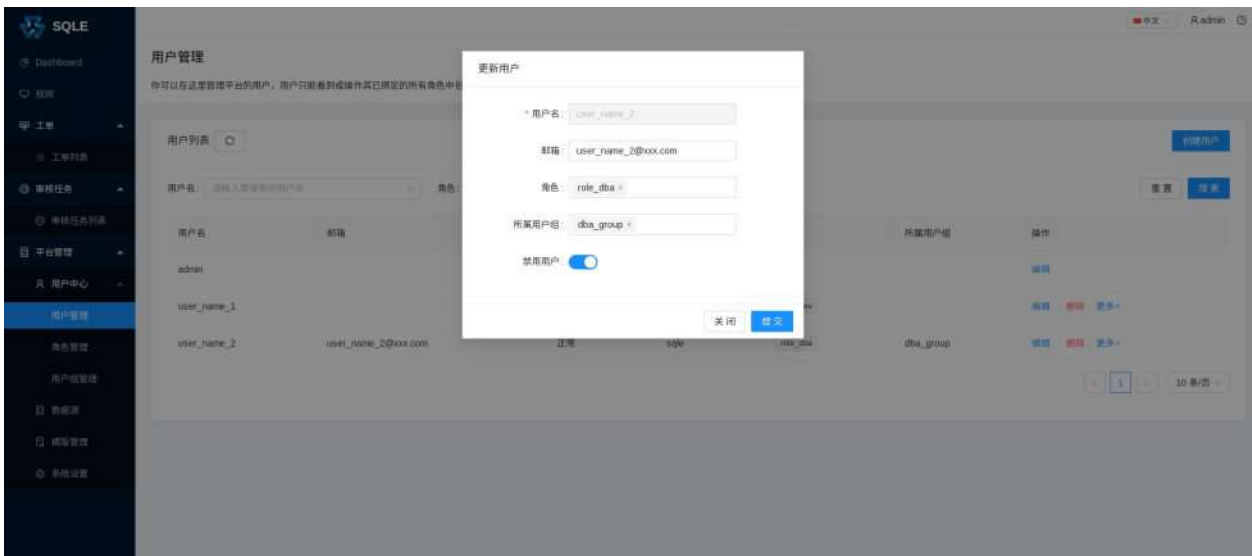 SQLE
中文
admin
Dashboard
规则
工单
工单列表
审核任务
审核任务列表
平台管理
用户中心
用户管理
角色管理
用户组管理
数据源
模版管理
系统设置
用户管理
你可以在这里管理平台的用户，用户只能看到或操作其已绑定的所有角色中
用户列表
创建用户
用户名:
角色:
重置
搜索
用户名 邮箱 所属用户组 操作
admin 编辑
user_name_1 编辑 删除 更多
user_name_2 user_name_2@xxx.com 正常 sqle role_dba dba_group 编辑 删除 更多
1
10 条/页
更新用户
* 用户名: user_name_2
邮箱: user_name_2@xxx.com
角色: role_dba ×
所属用户组: dba_group ×
禁用用户:
关闭 提交